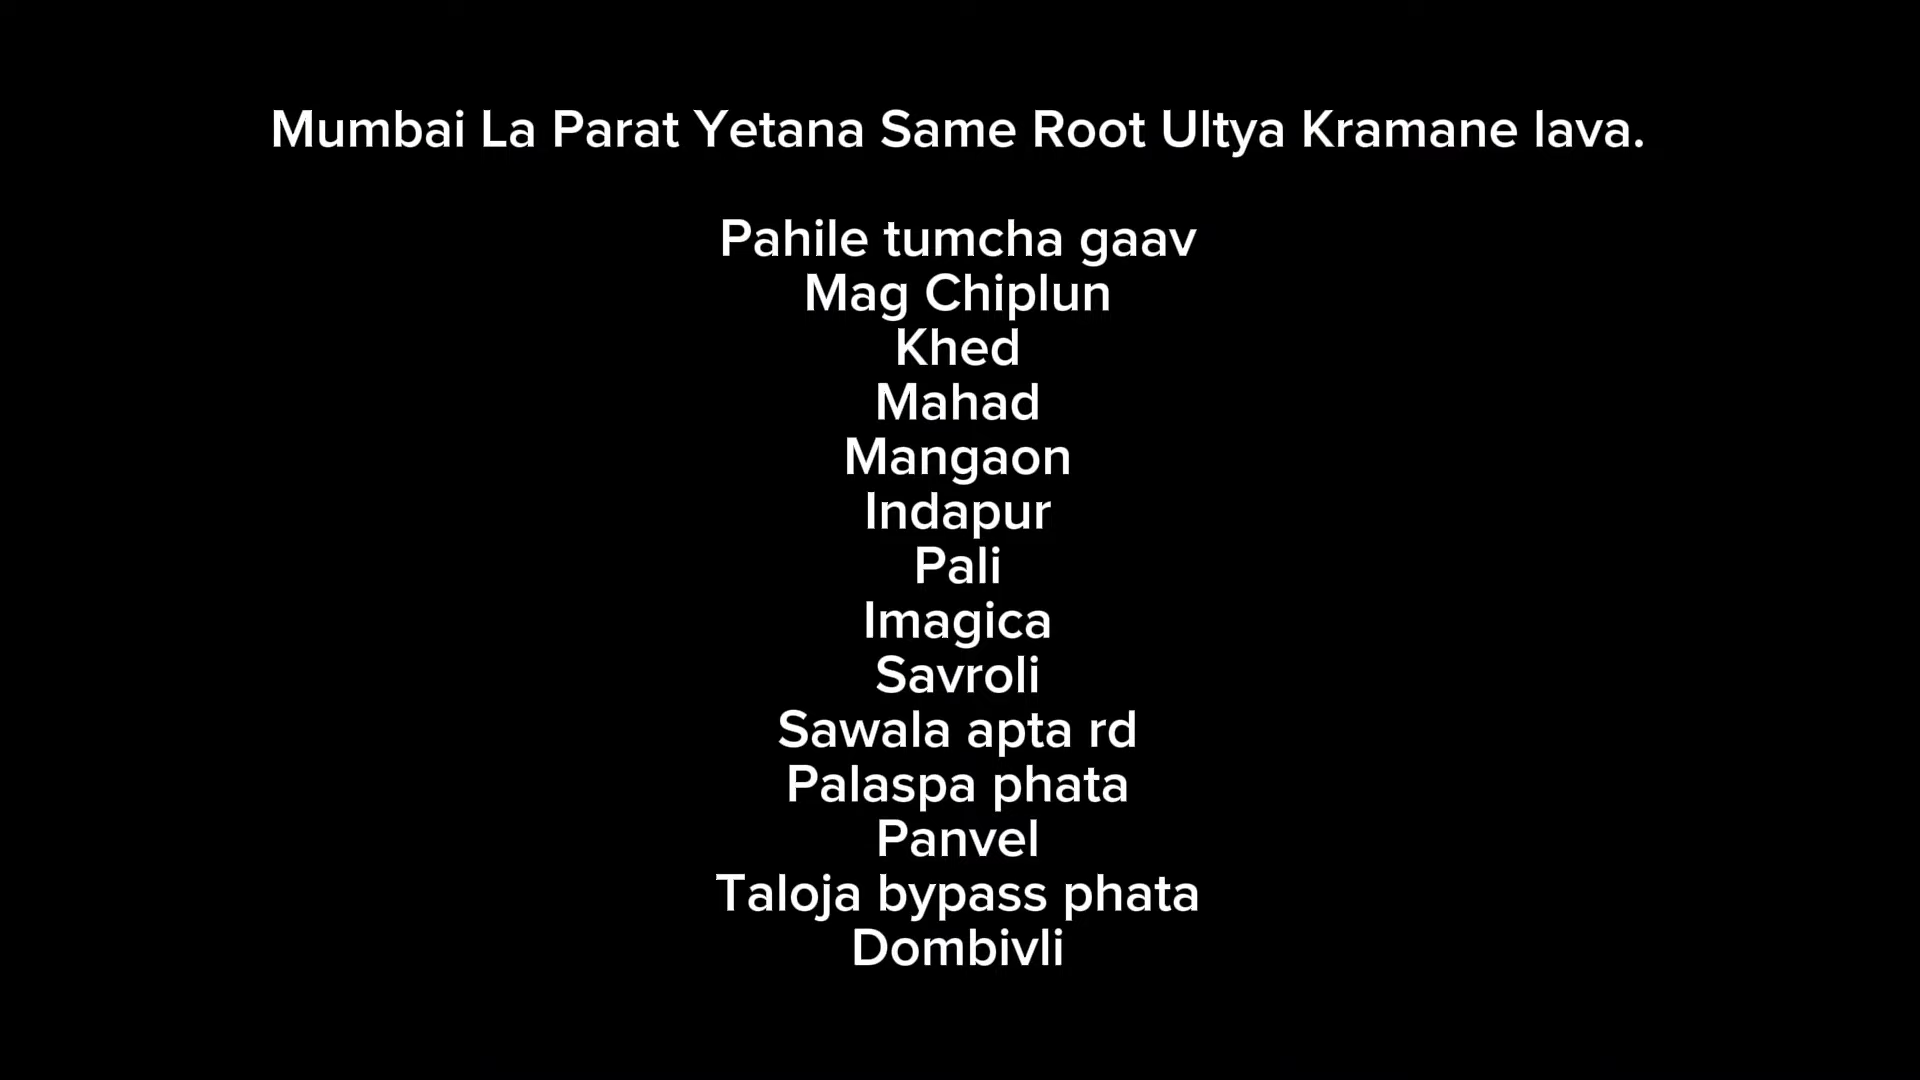 Mumbai La Parat Yetana Same Root Ultya Kramane lava.
Pahile tumcha gaav
Mag Chiplun
Khed
Mahad
Mangaon
Indapur
Pali
Imagica
Savroli
Sawala apta rd
Palaspa phata
Panvel
Taloja bypass phata
Dombivli